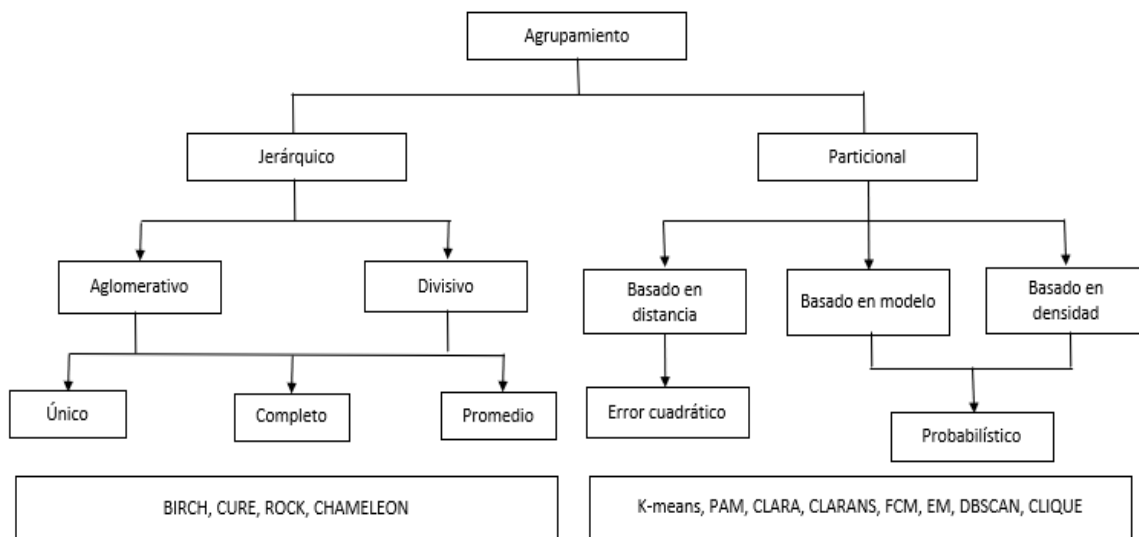 Agrupamiento
Jerárquico
Particional
Aglomerativo
Divisivo
Basado en
distancia
Basado en modelo
Basado en
densidad
Único
Completo
Promedio
Error cuadrático
Probabilístico
BIRCH, CURE, ROCK, CHAMELEON
K-means, PAM, CLARA, CLARANS, FCM, EM, DBSCAN, CLIQUE